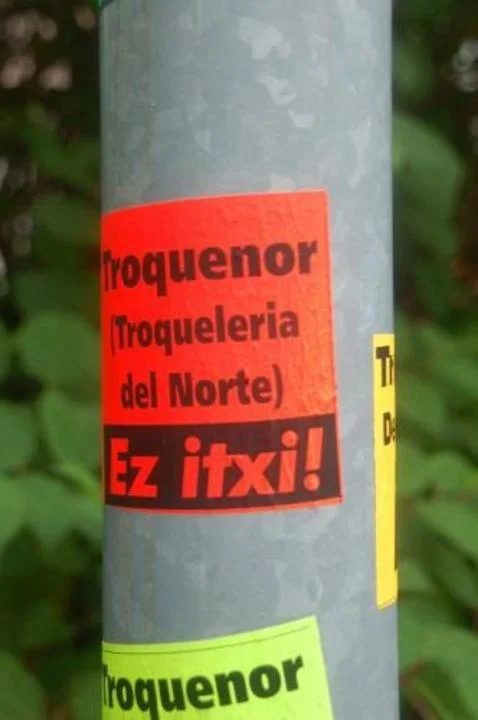 Troquenor
(Troqueleria
del Norte)
Ez itxi!
Troquenor